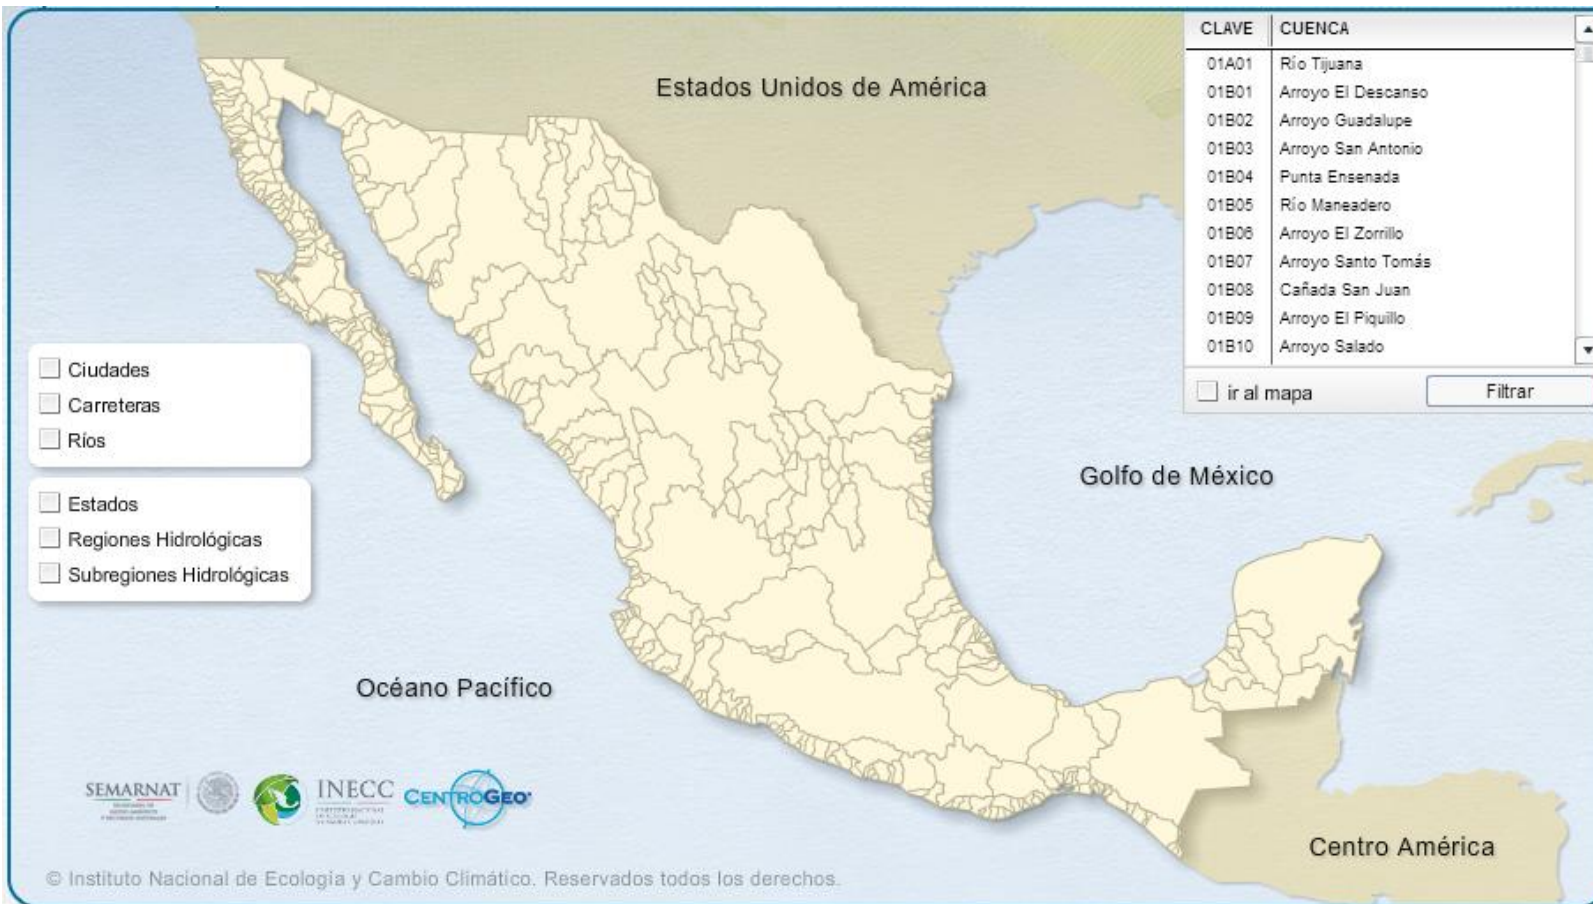 Estados Unidos de América
CLAVE CUENCA
01A01 Río Tijuana
01B01 Arroyo El Descanso
01B02 Arroyo Guadalupe
01B03 Arroyo San Antonio
01B04 Punta Ensenada
01B05 Río Maneadero
01B06 Arroyo El Zorrillo
01B07 Arroyo Santo Tomás
01B08 Cañada San Juan
01B09 Arroyo El Piquillo
01B10 Arroyo Salado
ir al mapa Filtrar
Ciudades
Carreteras
Ríos
Estados
Regiones Hidrológicas
Subregiones Hidrológicas
Golfo de México
Océano Pacífico
SEMARNAT
INECC
CENTROGEO
Centro América
© Instituto Nacional de Ecología y Cambio Climático. Reservados todos los derechos.